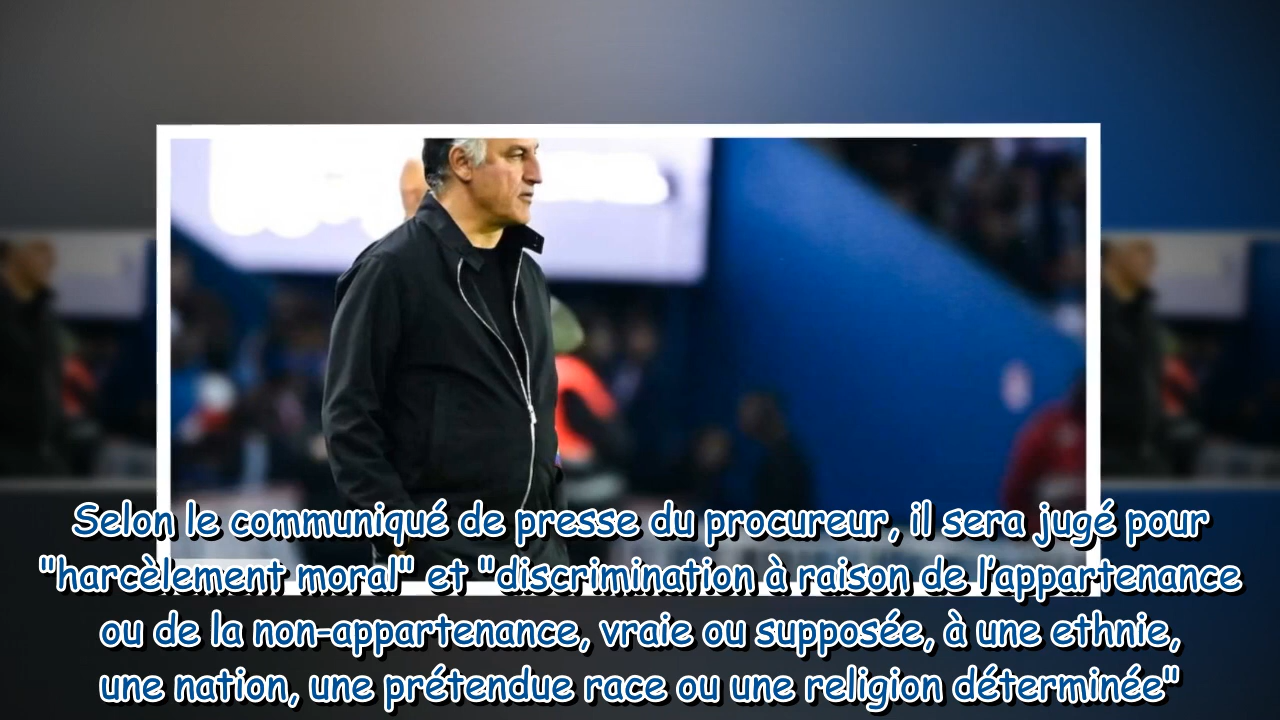 Selon le communiqué de presse du procureur, il sera jugé pour
"harcèlement moral" et "discrimination à raison de l’appartenance
ou de la non-appartenance, vraie ou supposée, à une ethnie,
une nation, une prétendue race ou une religion déterminée"